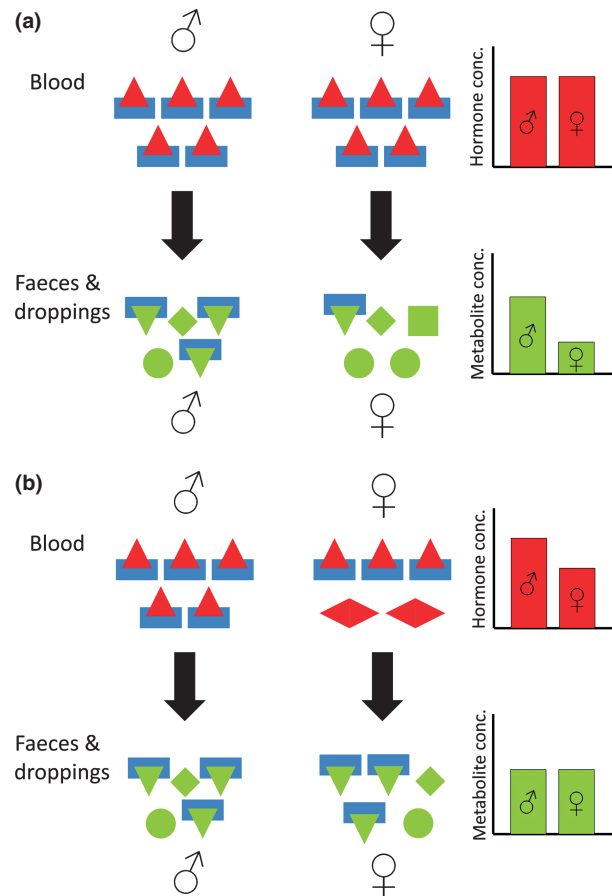 (a)
♂ ♀
Blood
Hormone conc.
♂ ♀
Faeces &
droppings
Metabolite conc.
♂ ♀
♂ ♀
(b)
♂ ♀
Blood
Hormone conc.
♂ ♀
Faeces &
droppings
Metabolite conc.
♂ ♀
♂ ♀